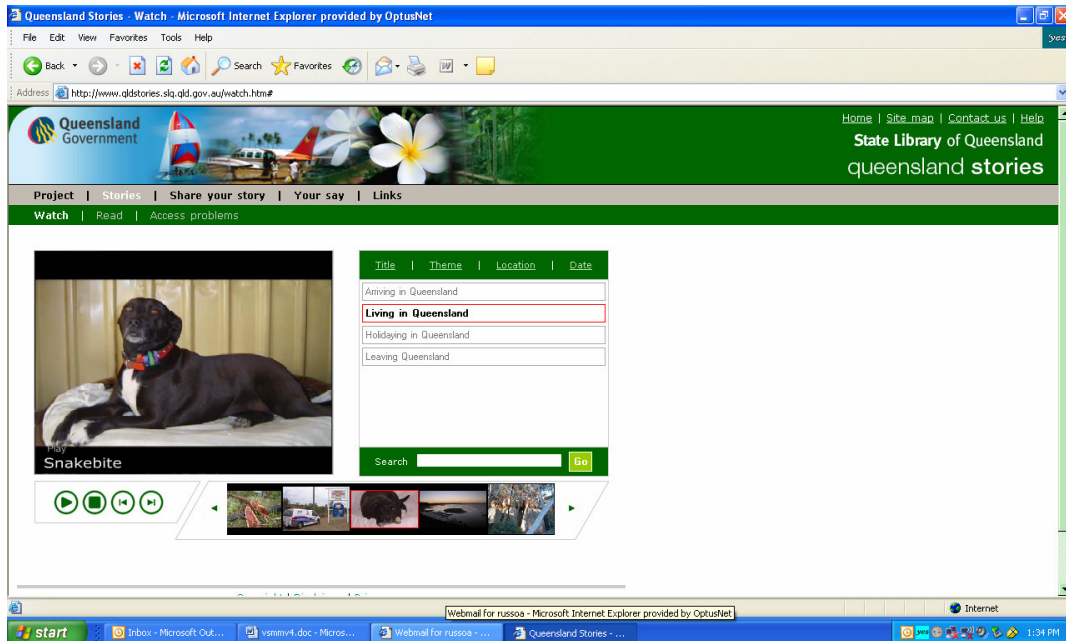 Queensland Stories - Watch - Microsoft Internet Explorer provided by OptusNet
File Edit View Favorites Tools Help
yes
Back Search Favorites
Address http://www.qldstories.slq.qld.gov.au/watch.htm#
Queensland
Government
Home | Site map | Contact us | Help
State Library of Queensland
queensland stories
Project | Stories | Share your story | Your say | Links
Watch | Read | Access problems
Title | Theme | Location | Date
Arriving in Queensland
Living in Queensland
Holidaying in Queensland
Leaving Queensland
Play
Snakebite
Search Go
Webmail for russoa - Microsoft Internet Explorer provided by OptusNet
Internet
start Inbox - Microsoft Out... vsmmv4.doc - Micros... Webmail for russoa - ... Queensland Stories - ... yes 1:34 PM